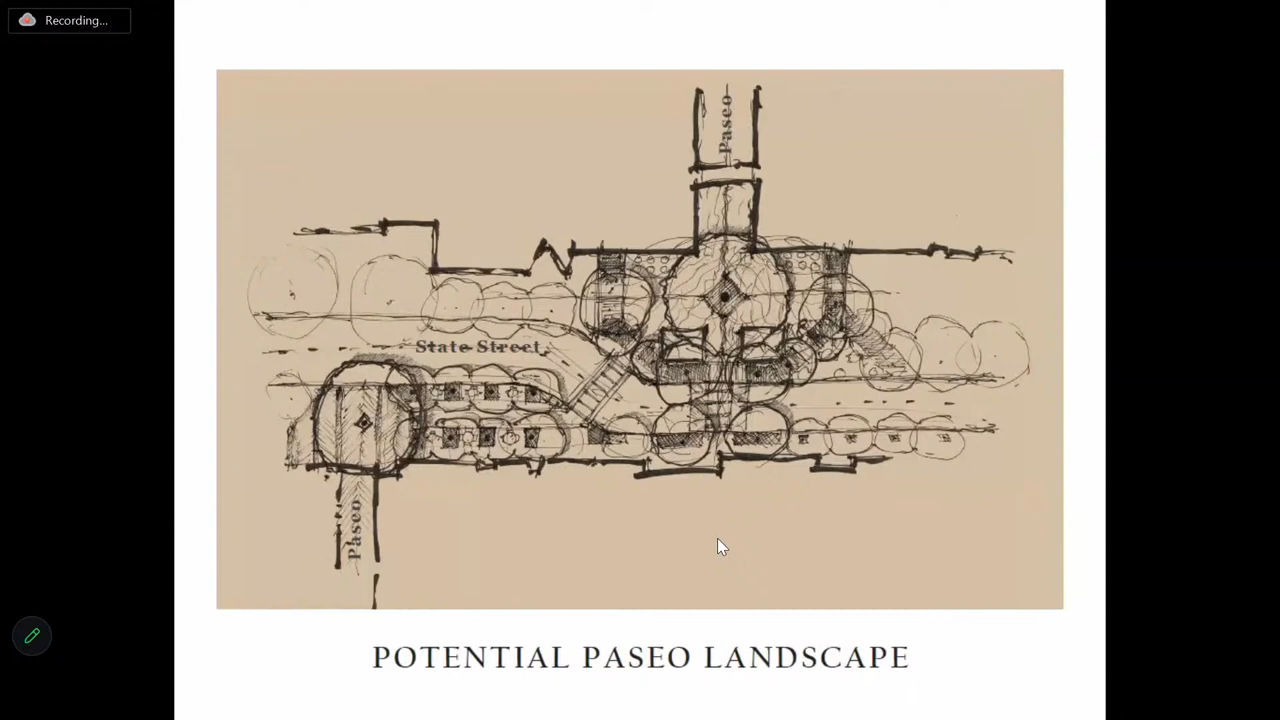 Recording...
Paseo
State Street
Paseo
POTENTIAL PASEO LANDSCAPE